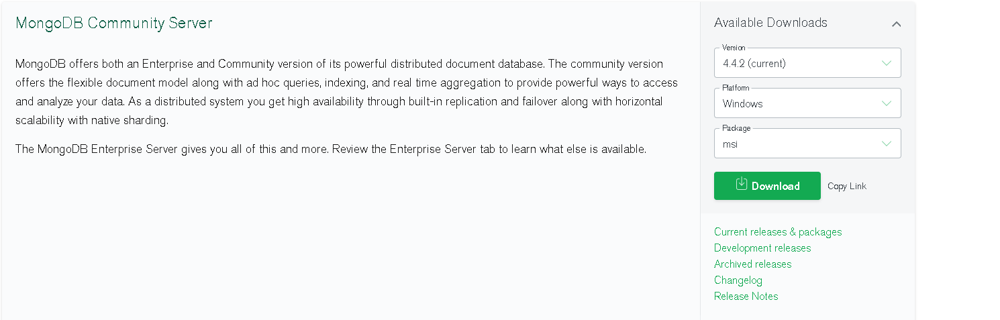 MongoDB Community Server
MongoDB offers both an Enterprise and Community version of its powerful distributed document database. The community version
offers the flexible document model along with ad hoc queries, indexing, and real time aggregation to provide powerful ways to access
and analyze your data. As a distributed system you get high availability through built-in replication and failover along with horizontal
scalability with native sharding.
The MongoDB Enterprise Server gives you all of this and more. Review the Enterprise Server tab to learn what else is available.
Available Downloads
Version
4.4.2 (current)
Platform
Windows
Package
msi
Download Copy Link
Current releases & packages
Development releases
Archived releases
Changelog
Release Notes